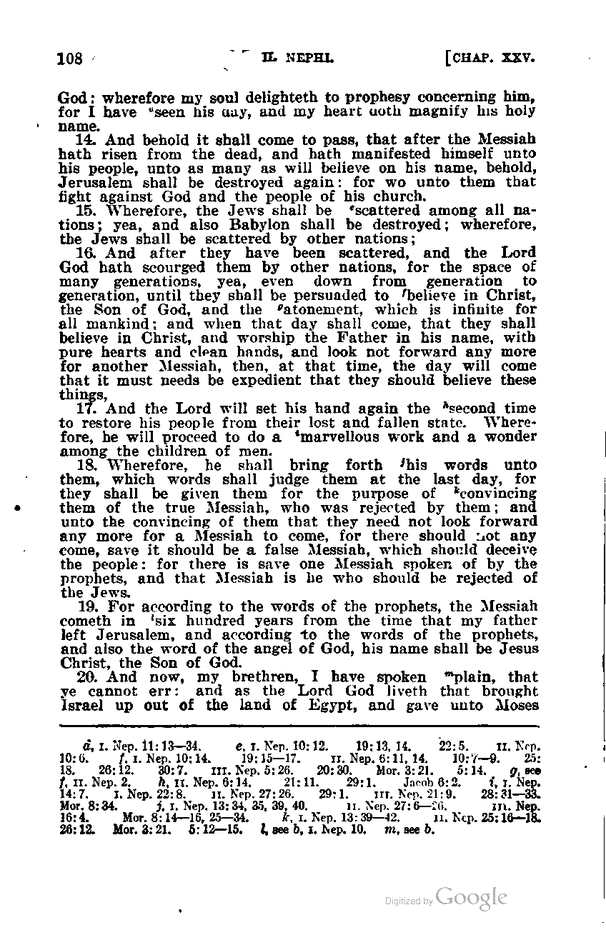 108 II. NEPHI. [CHAP. XXV.
God: wherefore my soul delighteth to prophesy concerning him,
for I have "seen his day, and my heart doth magnify his holy
name.
14. And behold it shall come to pass, that after the Messiah
hath risen from the dead, and hath manifested himself unto
his people, unto as many as will believe on his name, behold,
Jerusalem shall be destroyed again: for wo unto them that
fight against God and the people of his church.
15. Wherefore, the Jews shall be ᵉscattered among all na-
tions; yea, and also Babylon shall be destroyed; wherefore,
the Jews shall be scattered by other nations;
16. And after they have been scattered, and the Lord
God hath scourged them by other nations, for the space of
many generations, yea, even down from generation to
generation, until they shall be persuaded to ᶠbelieve in Christ,
the Son of God, and the ᵍatonement, which is infinite for
all mankind; and when that day shall come, that they shall
believe in Christ, and worship the Father in his name, with
pure hearts and clean hands, and look not forward any more
for another Messiah, then, at that time, the day will come
that it must needs be expedient that they should believe these
things,
17. And the Lord will set his hand again the ʰsecond time
to restore his people from their lost and fallen state. Where-
fore, he will proceed to do a ⁱmarvellous work and a wonder
among the children of men.
18. Wherefore, he shall bring forth ʲhis words unto
them, which words shall judge them at the last day, for
they shall be given them for the purpose of ᵏconvincing
them of the true Messiah, who was rejected by them; and
unto the convincing of them that they need not look forward
any more for a Messiah to come, for there should not any
come, save it should be a false Messiah, which should deceive
the people: for there is save one Messiah spoken of by the
prophets, and that Messiah is he who should be rejected of
the Jews.
19. For according to the words of the prophets, the Messiah
cometh in ˡsix hundred years from the time that my father
left Jerusalem, and according to the words of the prophets,
and also the word of the angel of God, his name shall be Jesus
Christ, the Son of God.
20. And now, my brethren, I have spoken ᵐplain, that
ye cannot err: and as the Lord God liveth that brought
Israel up out of the land of Egypt, and gave unto Moses
d, I. Nep. 11:13—34. e, I. Nep. 10:12. 19:13, 14. 22:5. II. Nep.
10:6. f, I. Nep. 10:14. 19:15—17. II. Nep. 6:11, 14. 10:7—9. 25:
18. 26:12. 30:7. III. Nep. 5:26. 20:30. Mor. 3:21. 5:14. g, see
f, II. Nep. 2. h, II. Nep. 6:14. 21:11. 29:1. Jacob 6:2. i, I. Nep.
14:7. I. Nep. 22:8. II. Nep. 27:26. 29:1. III. Nep. 21:9. 28:31—33.
Mor. 8:34. j, I. Nep. 13:34, 35, 39, 40. II. Nep. 27:6—26. III. Nep.
16:4. Mor. 8:14—16, 25—34. k, I. Nep. 13:39—42. II. Nep. 25:16—18.
26:12. Mor. 3:21. 5:12—15. l, see b, I. Nep. 10. m, see b.
Digitized by Google